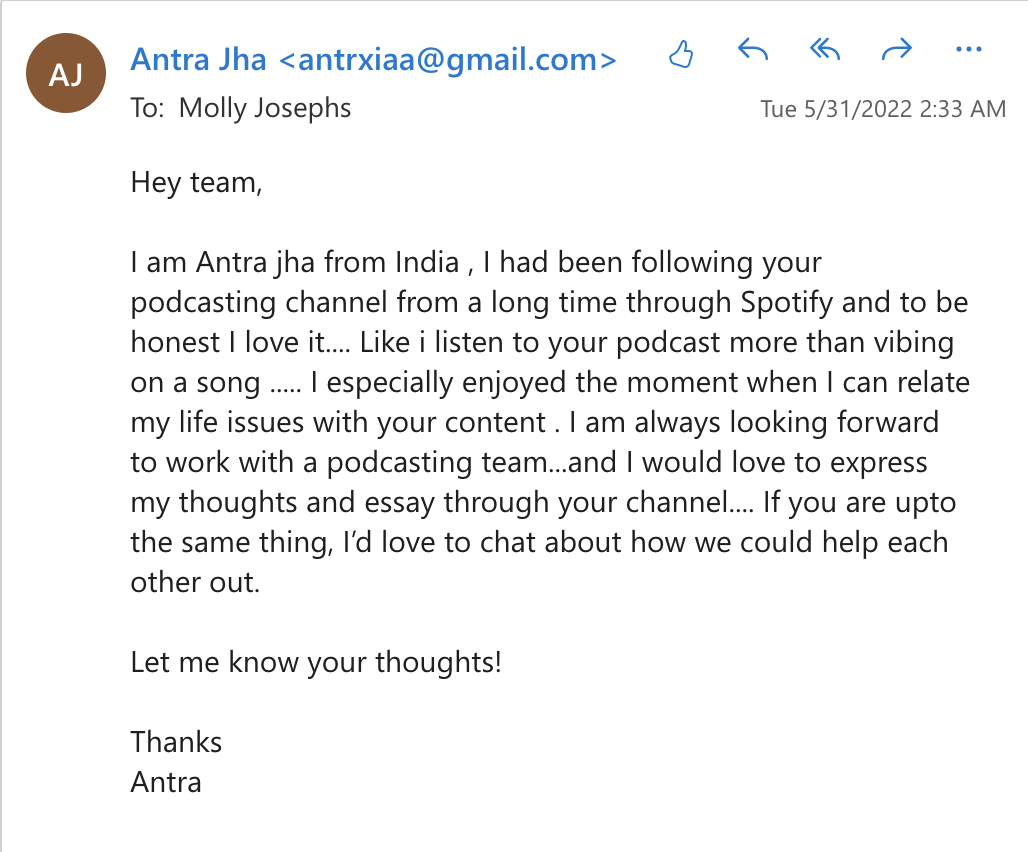 AJ
Antra Jha <antrxiaa@gmail.com>
To: Molly Josephs
Tue 5/31/2022 2:33 AM
Hey team,
I am Antra jha from India , I had been following your
podcasting channel from a long time through Spotify and to be
honest I love it.... Like i listen to your podcast more than vibing
on a song ..... I especially enjoyed the moment when I can relate
my life issues with your content . I am always looking forward
to work with a podcasting team...and I would love to express
my thoughts and essay through your channel.... If you are upto
the same thing, I’d love to chat about how we could help each
other out.
Let me know your thoughts!
Thanks
Antra